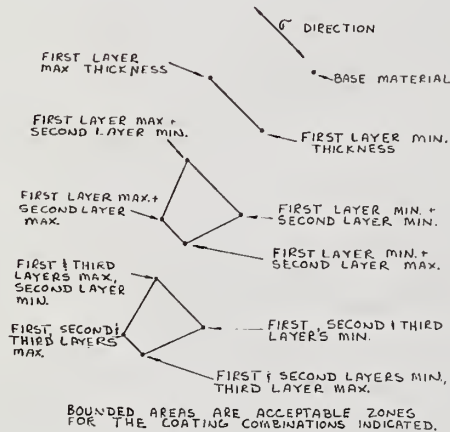 σ DIRECTION
FIRST LAYER
MAX THICKNESS
BASE MATERIAL
FIRST LAYER MAX +
SECOND LAYER MIN.
FIRST LAYER MIN.
THICKNESS
FIRST LAYER MAX.+
SECOND LAYER
MAX.
FIRST LAYER MIN. +
SECOND LAYER MIN.
FIRST LAYER MIN.+
SECOND LAYER MAX.
FIRST & THIRD
LAYERS MAX,
SECOND LAYER
MIN.
FIRST, SECOND &
THIRD LAYERS
MAX.
FIRST, SECOND & THIRD
LAYERS MIN.
FIRST & SECOND LAYERS MIN.,
THIRD LAYER MAX.
BOUNDED AREAS ARE ACCEPTABLE ZONES
FOR THE COATING COMBINATIONS INDICATED.